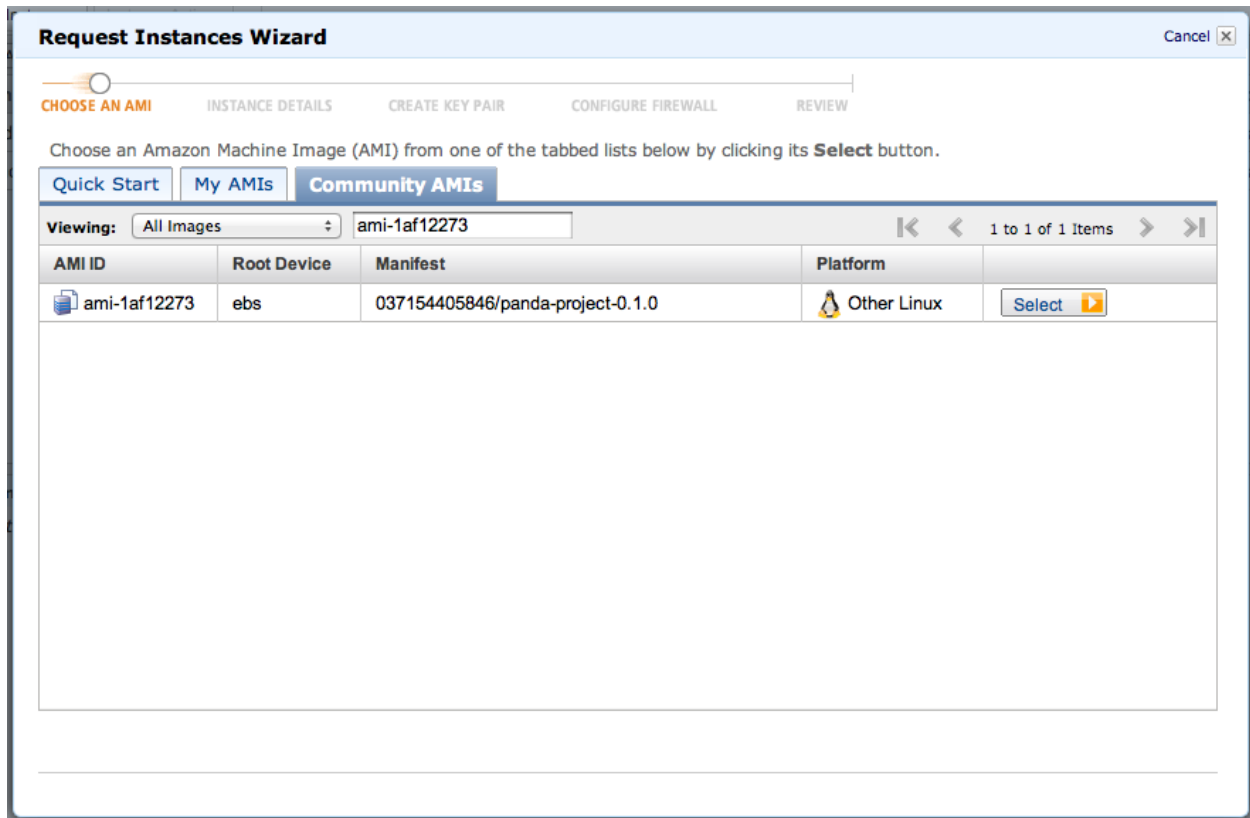 Request Instances Wizard Cancel
CHOOSE AN AMI INSTANCE DETAILS CREATE KEY PAIR CONFIGURE FIREWALL REVIEW
Choose an Amazon Machine Image (AMI) from one of the tabbed lists below by clicking its Select button.
Quick Start My AMIs Community AMIs
Viewing: All Images ami-1af12273 1 to 1 of 1 Items
AMI ID Root Device Manifest Platform
ami-1af12273 ebs 037154405846/panda-project-0.1.0 Other Linux Select